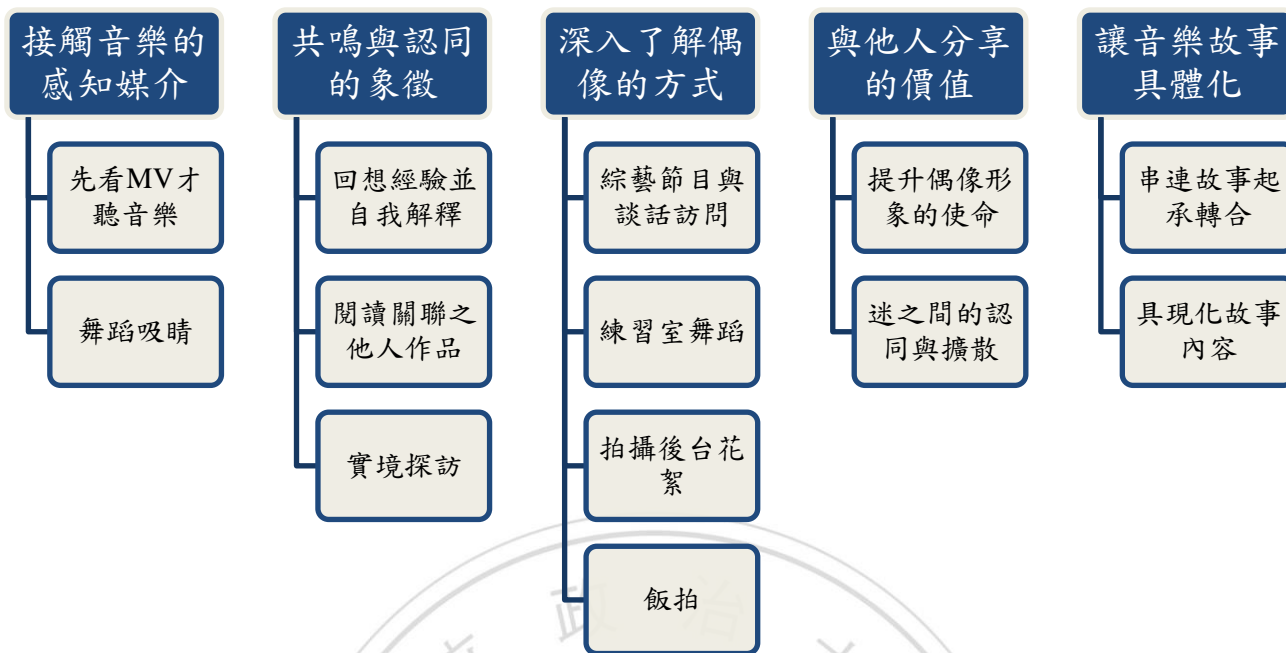 接觸音樂的
感知媒介
先看MV才
聽音樂
舞蹈吸睛
共鳴與認同
的象徵
回想經驗並
自我解釋
閱讀關聯之
他人作品
實境探訪
深入了解偶
像的方式
綜藝節目與
談話訪問
練習室舞蹈
拍攝後台花
絮
飯拍
與他人分享
的價值
提升偶像形
象的使命
迷之間的認
同與擴散
讓音樂故事
具體化
串連故事起
承轉合
具現化故事
內容
政 治